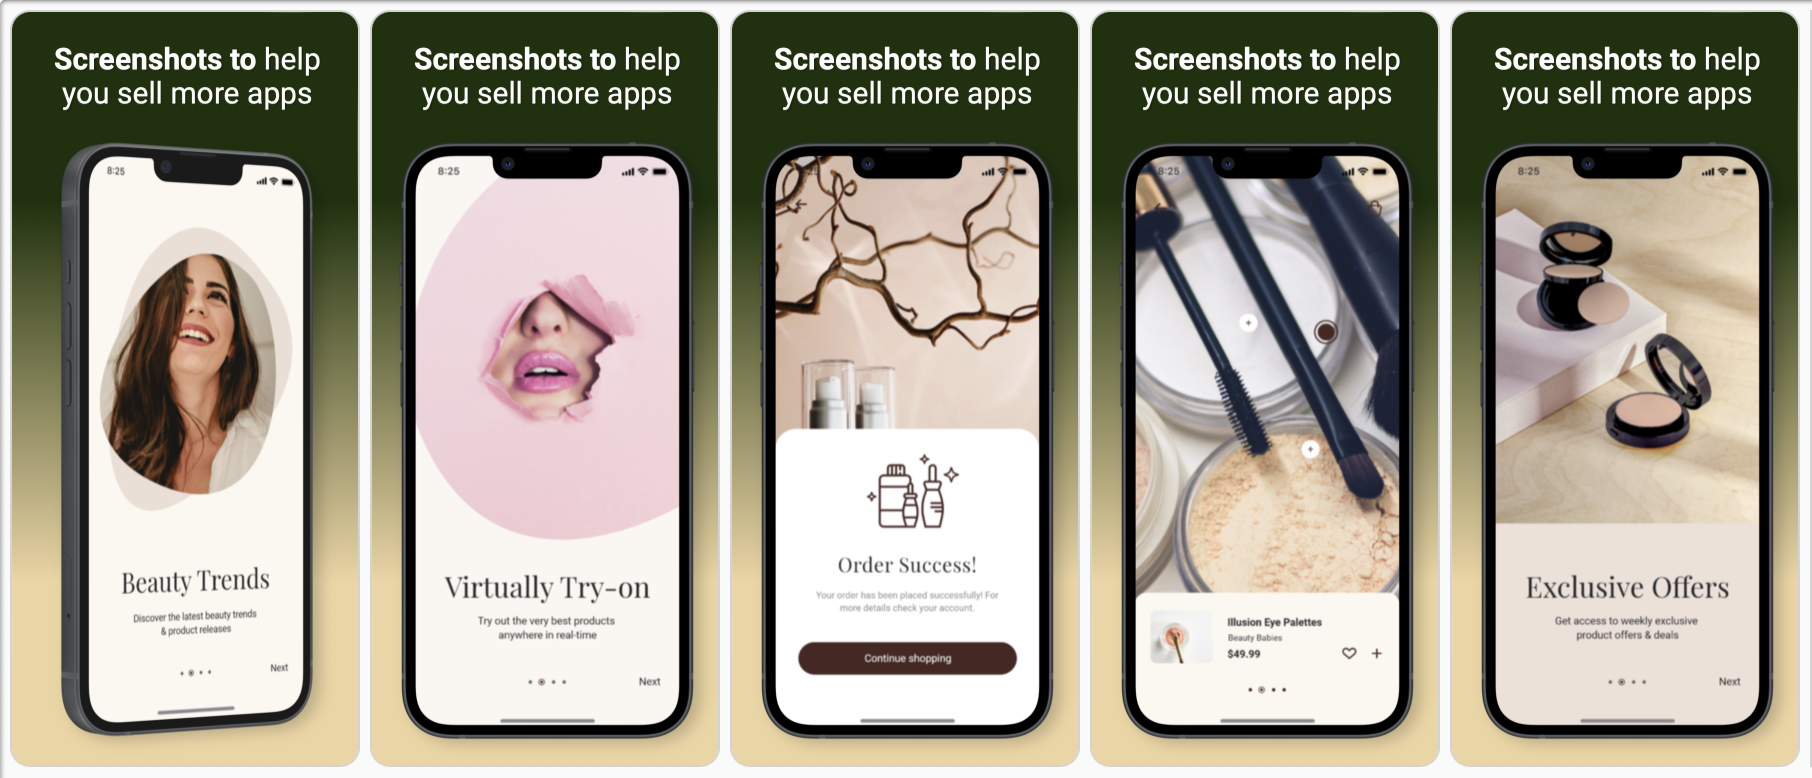 Screenshots to help
you sell more apps
8:25
Beauty Trends
Discover the latest beauty trends
& product releases
Next
Screenshots to help
you sell more apps
8:25
Virtually Try-on
Try out the very best products
anywhere in real-time
Next
Screenshots to help
you sell more apps
8:25
Order Success!
Your order has been placed successfully! For
more details check your account.
Continue shopping
Screenshots to help
you sell more apps
8:25
Illusion Eye Palettes
Beauty Babies
$49.99
Screenshots to help
you sell more apps
8:25
Exclusive Offers
Get access to weekly exclusive
product offers & deals
Next